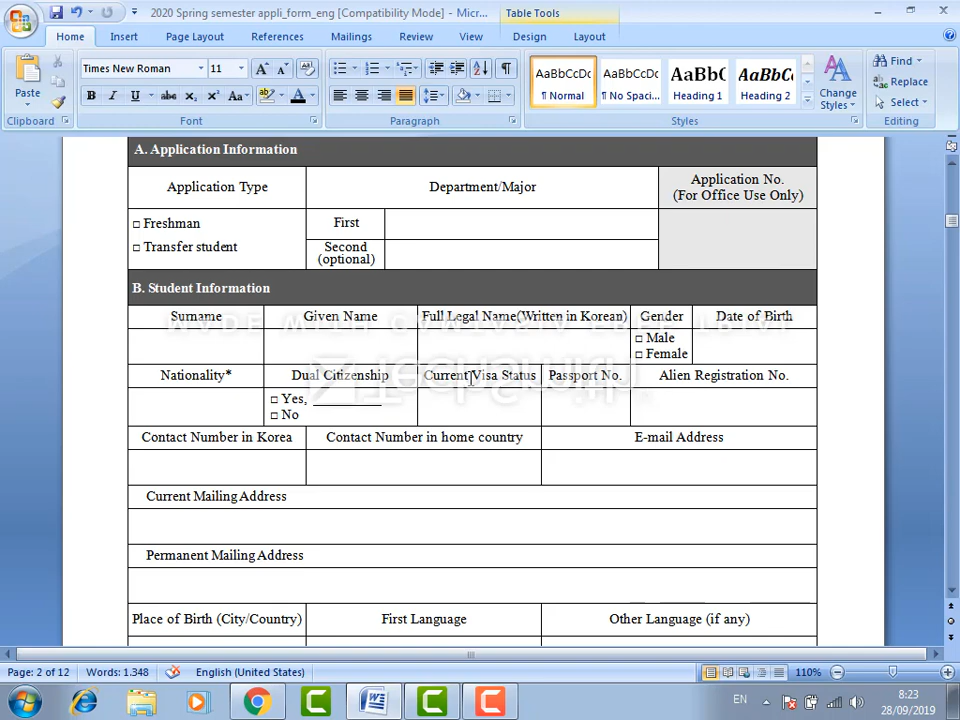 2020 Spring semester appli_form_eng [Compatibility Mode] - Micr...
Table Tools
Home Insert Page Layout References Mailings Review View Design Layout
Paste
Clipboard
Times New Roman 11
B I U abc X₂ X² Aa
Font
Paragraph
AaBbCcDc AaBbCcDc AaBbC AaBbCc
¶ Normal ¶ No Spaci... Heading 1 Heading 2
Change Styles
Styles
Find
Replace
Select
Editing
A. Application Information
Application Type Department/Major Application No.
(For Office Use Only)
□ Freshman First
□ Transfer student Second
(optional)
B. Student Information
Surname Given Name Full Legal Name(Written in Korean) Gender Date of Birth
□ Male
□ Female
Nationality* Dual Citizenship Current Visa Status Passport No. Alien Registration No.
□ Yes, __________
□ No
Contact Number in Korea Contact Number in home country E-mail Address
Current Mailing Address
Permanent Mailing Address
Place of Birth (City/Country) First Language Other Language (if any)
Page: 2 of 12 Words: 1.348 English (United States) 110%
EN 8:23
28/09/2019